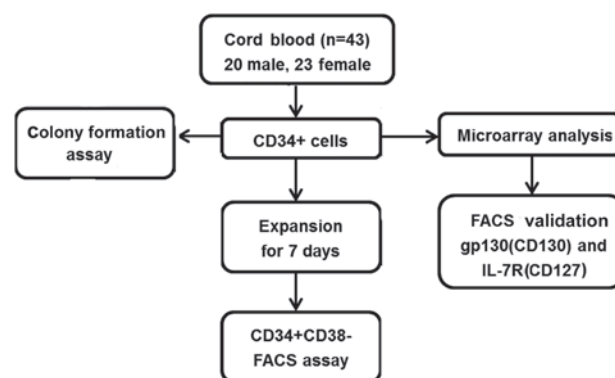 Cord blood (n=43)
20 male, 23 female
Colony formation
assay
CD34+ cells
Microarray analysis
Expansion
for 7 days
FACS validation
gp130(CD130) and
IL-7R(CD127)
CD34+CD38-
FACS assay